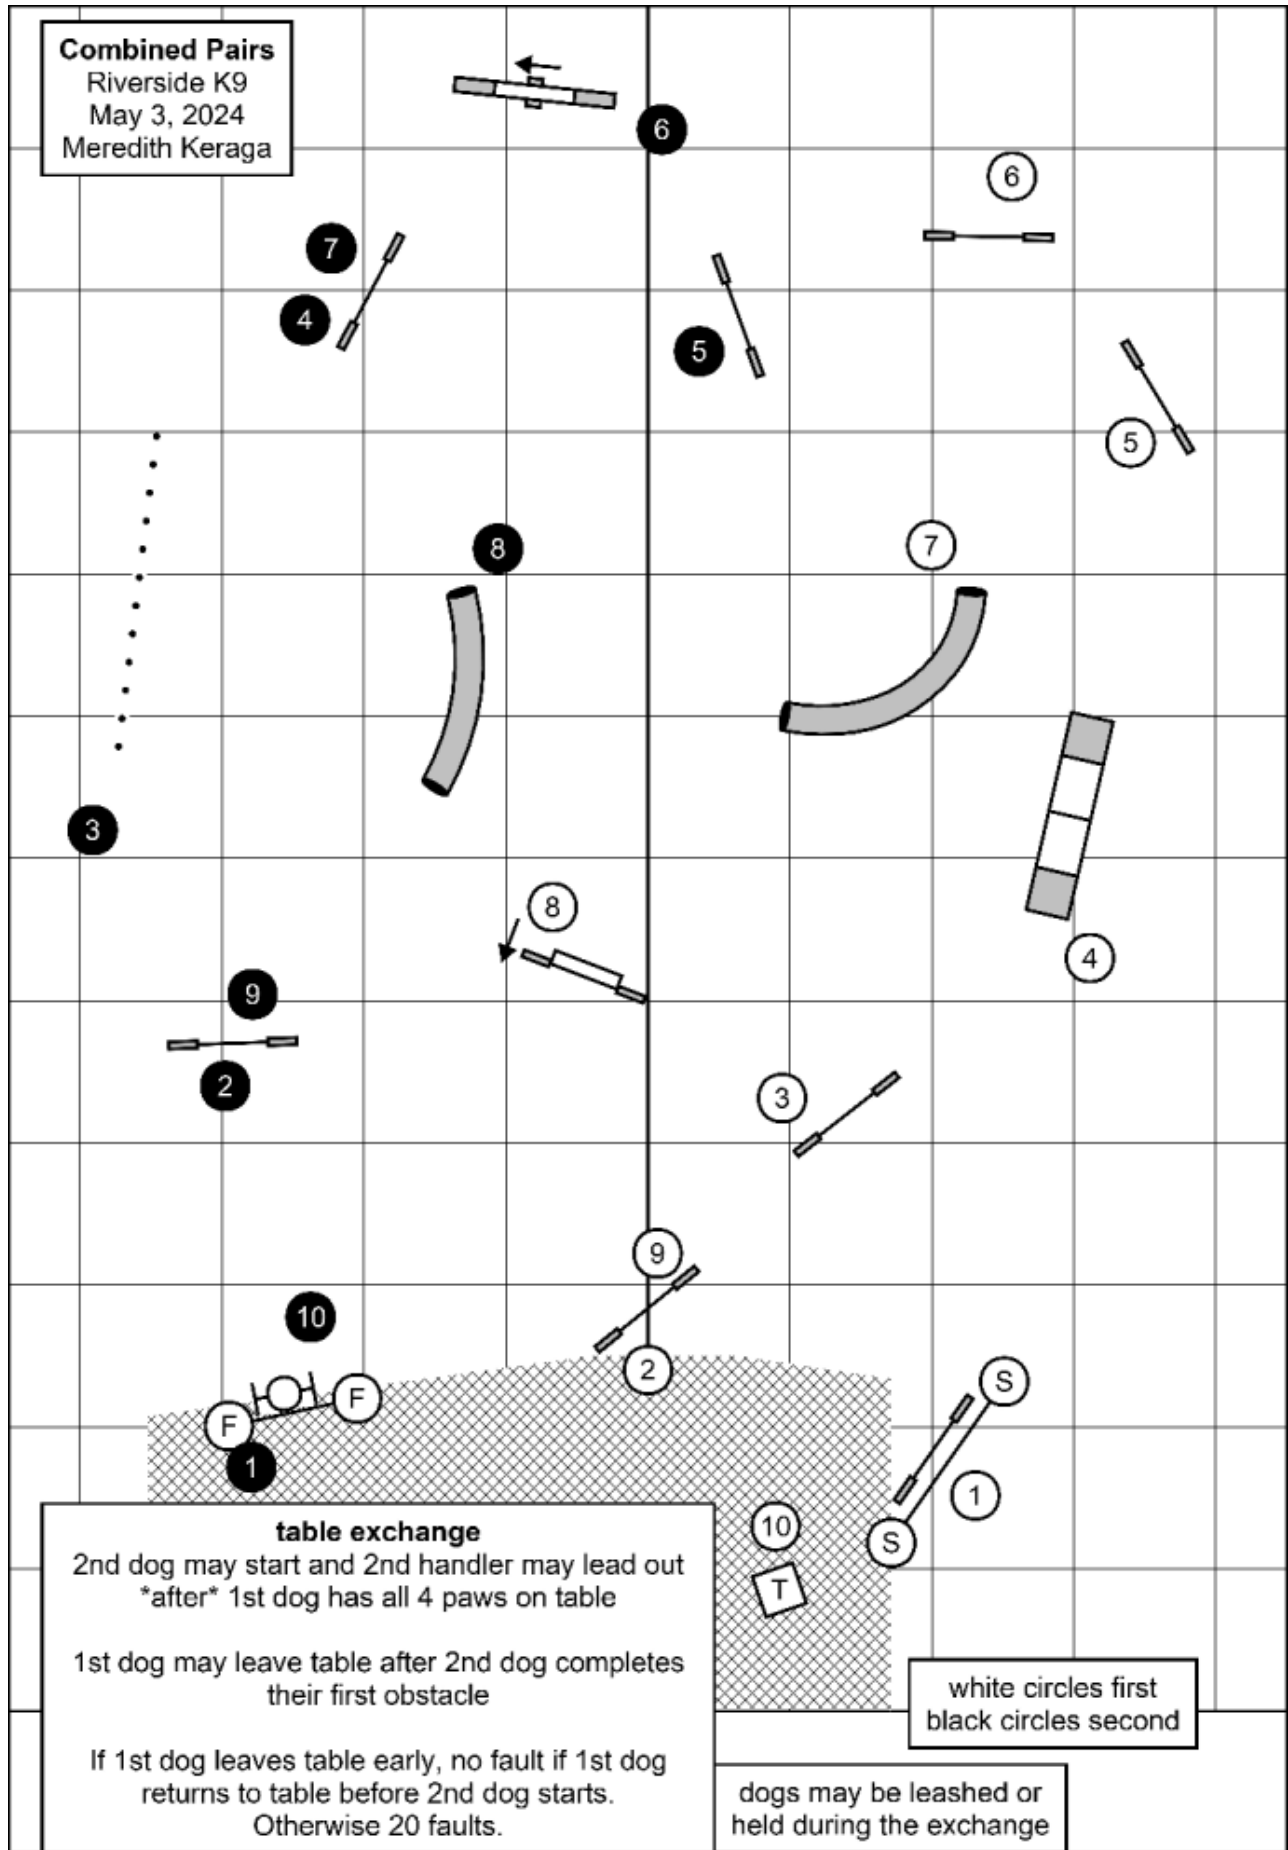 Combined Pairs
Riverside K9
May 3, 2024
Meredith Keraga
6
6
7
4
5
5
8
7
3
8
4
9
2
3
9
10
2
F
F
S
1
1
S
10
T
table exchange
2nd dog may start and 2nd handler may lead out
*after* 1st dog has all 4 paws on table
1st dog may leave table after 2nd dog completes
their first obstacle
If 1st dog leaves table early, no fault if 1st dog
returns to table before 2nd dog starts.
Otherwise 20 faults.
white circles first
black circles second
dogs may be leashed or
held during the exchange